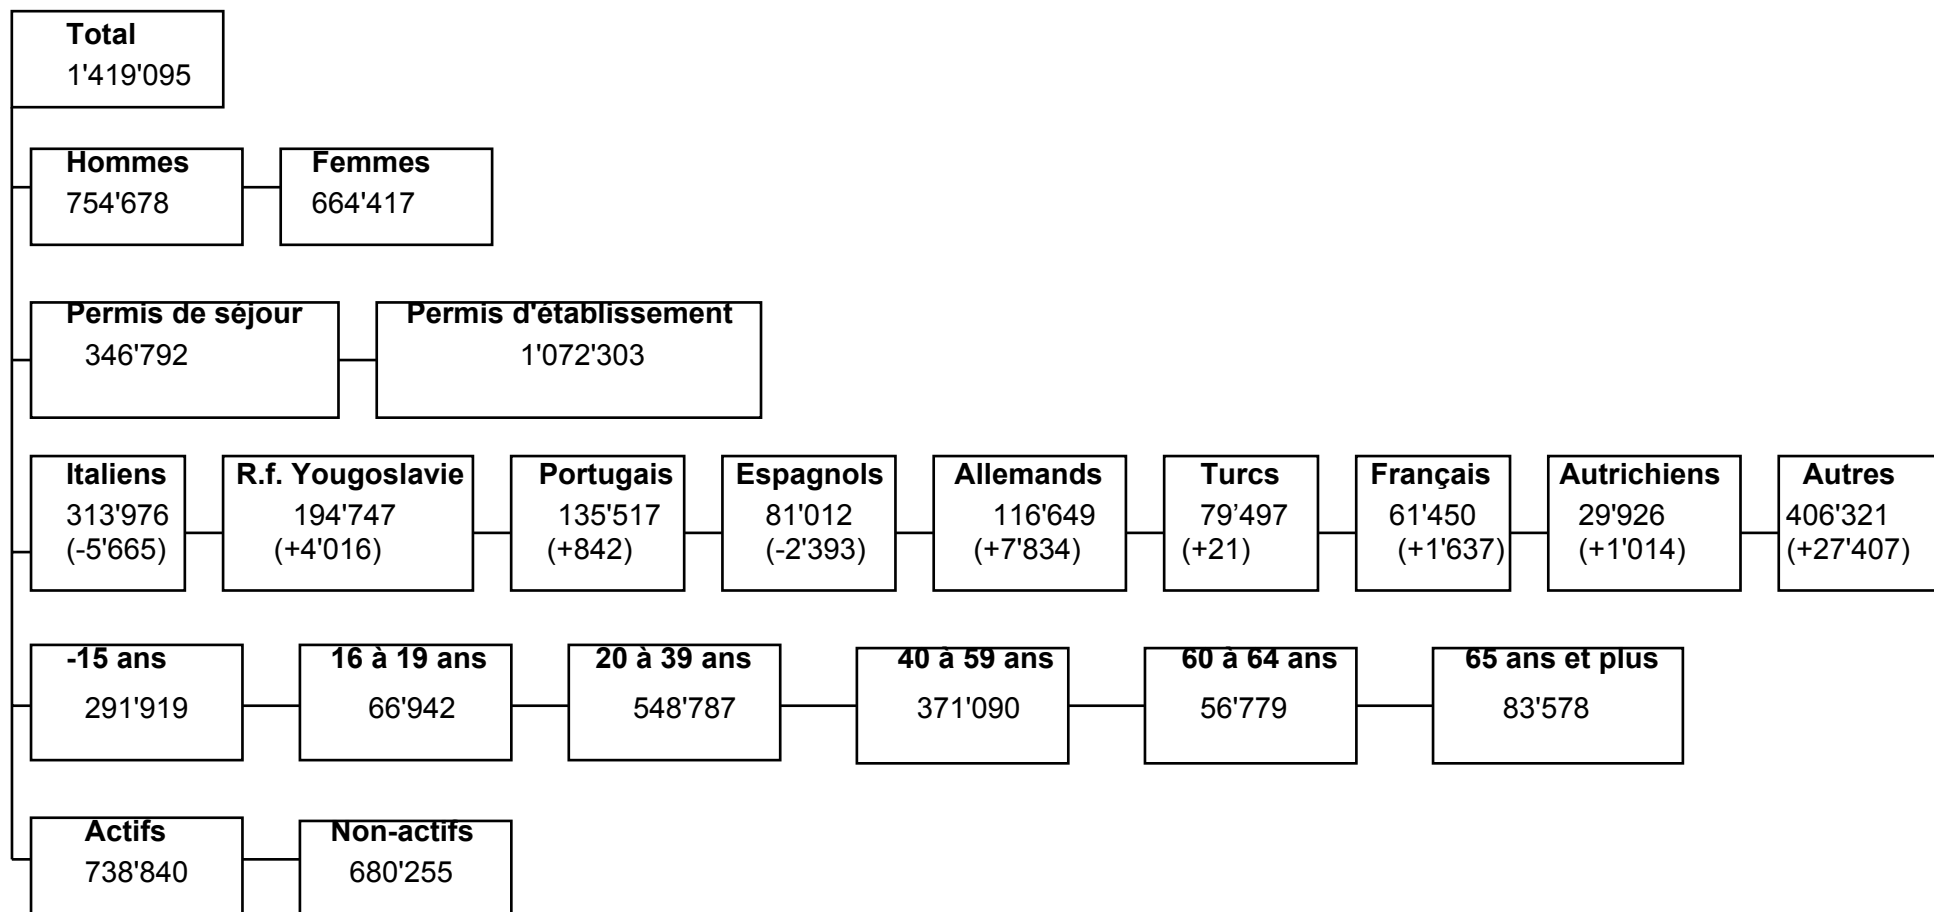 Total
1'419'095
Hommes
754'678
Femmes
664'417
Permis de séjour
346'792
Permis d'établissement
1'072'303
Italiens
313'976
(-5'665)
R.f. Yougoslavie
194'747
(+4'016)
Portugais
135'517
(+842)
Espagnols
81'012
(-2'393)
Allemands
116'649
(+7'834)
Turcs
79’497
(+21)
Français
61'450
(+1'637)
Autrichiens
29'926
(+1'014)
Autres
406'321
(+27'407)
-15 ans
291'919
16 à 19 ans
66'942
20 à 39 ans
548'787
40 à 59 ans
371'090
60 à 64 ans
56'779
65 ans et plus
83'578
Actifs
738'840
Non-actifs
680'255